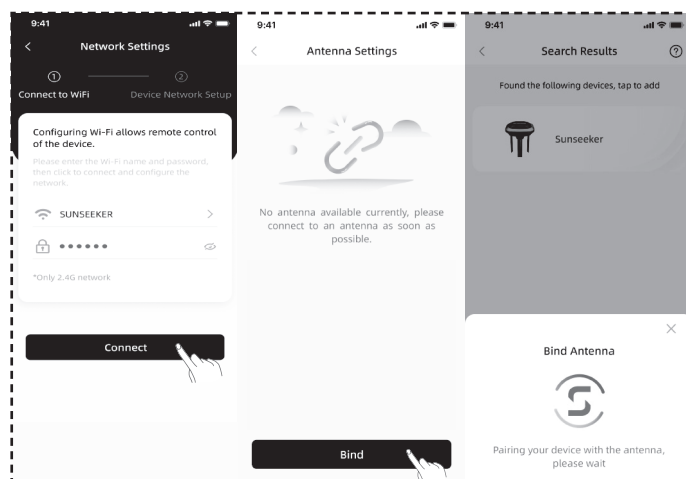 9:41
Network Settings
1
2
Connect to WiFi
Device Network Setup
Configuring Wi-Fi allows remote control
of the device.
Please enter the Wi-Fi name and password,
then click to connect and configure the
network.
SUNSEEKER
*Only 2.4G network
Connect
9:41
Antenna Settings
No antenna available currently, please
connect to an antenna as soon as
possible.
Bind
9:41
Search Results
?
Found the following devices, tap to add
Sunseeker
Bind Antenna
Pairing your device with the antenna,
please wait